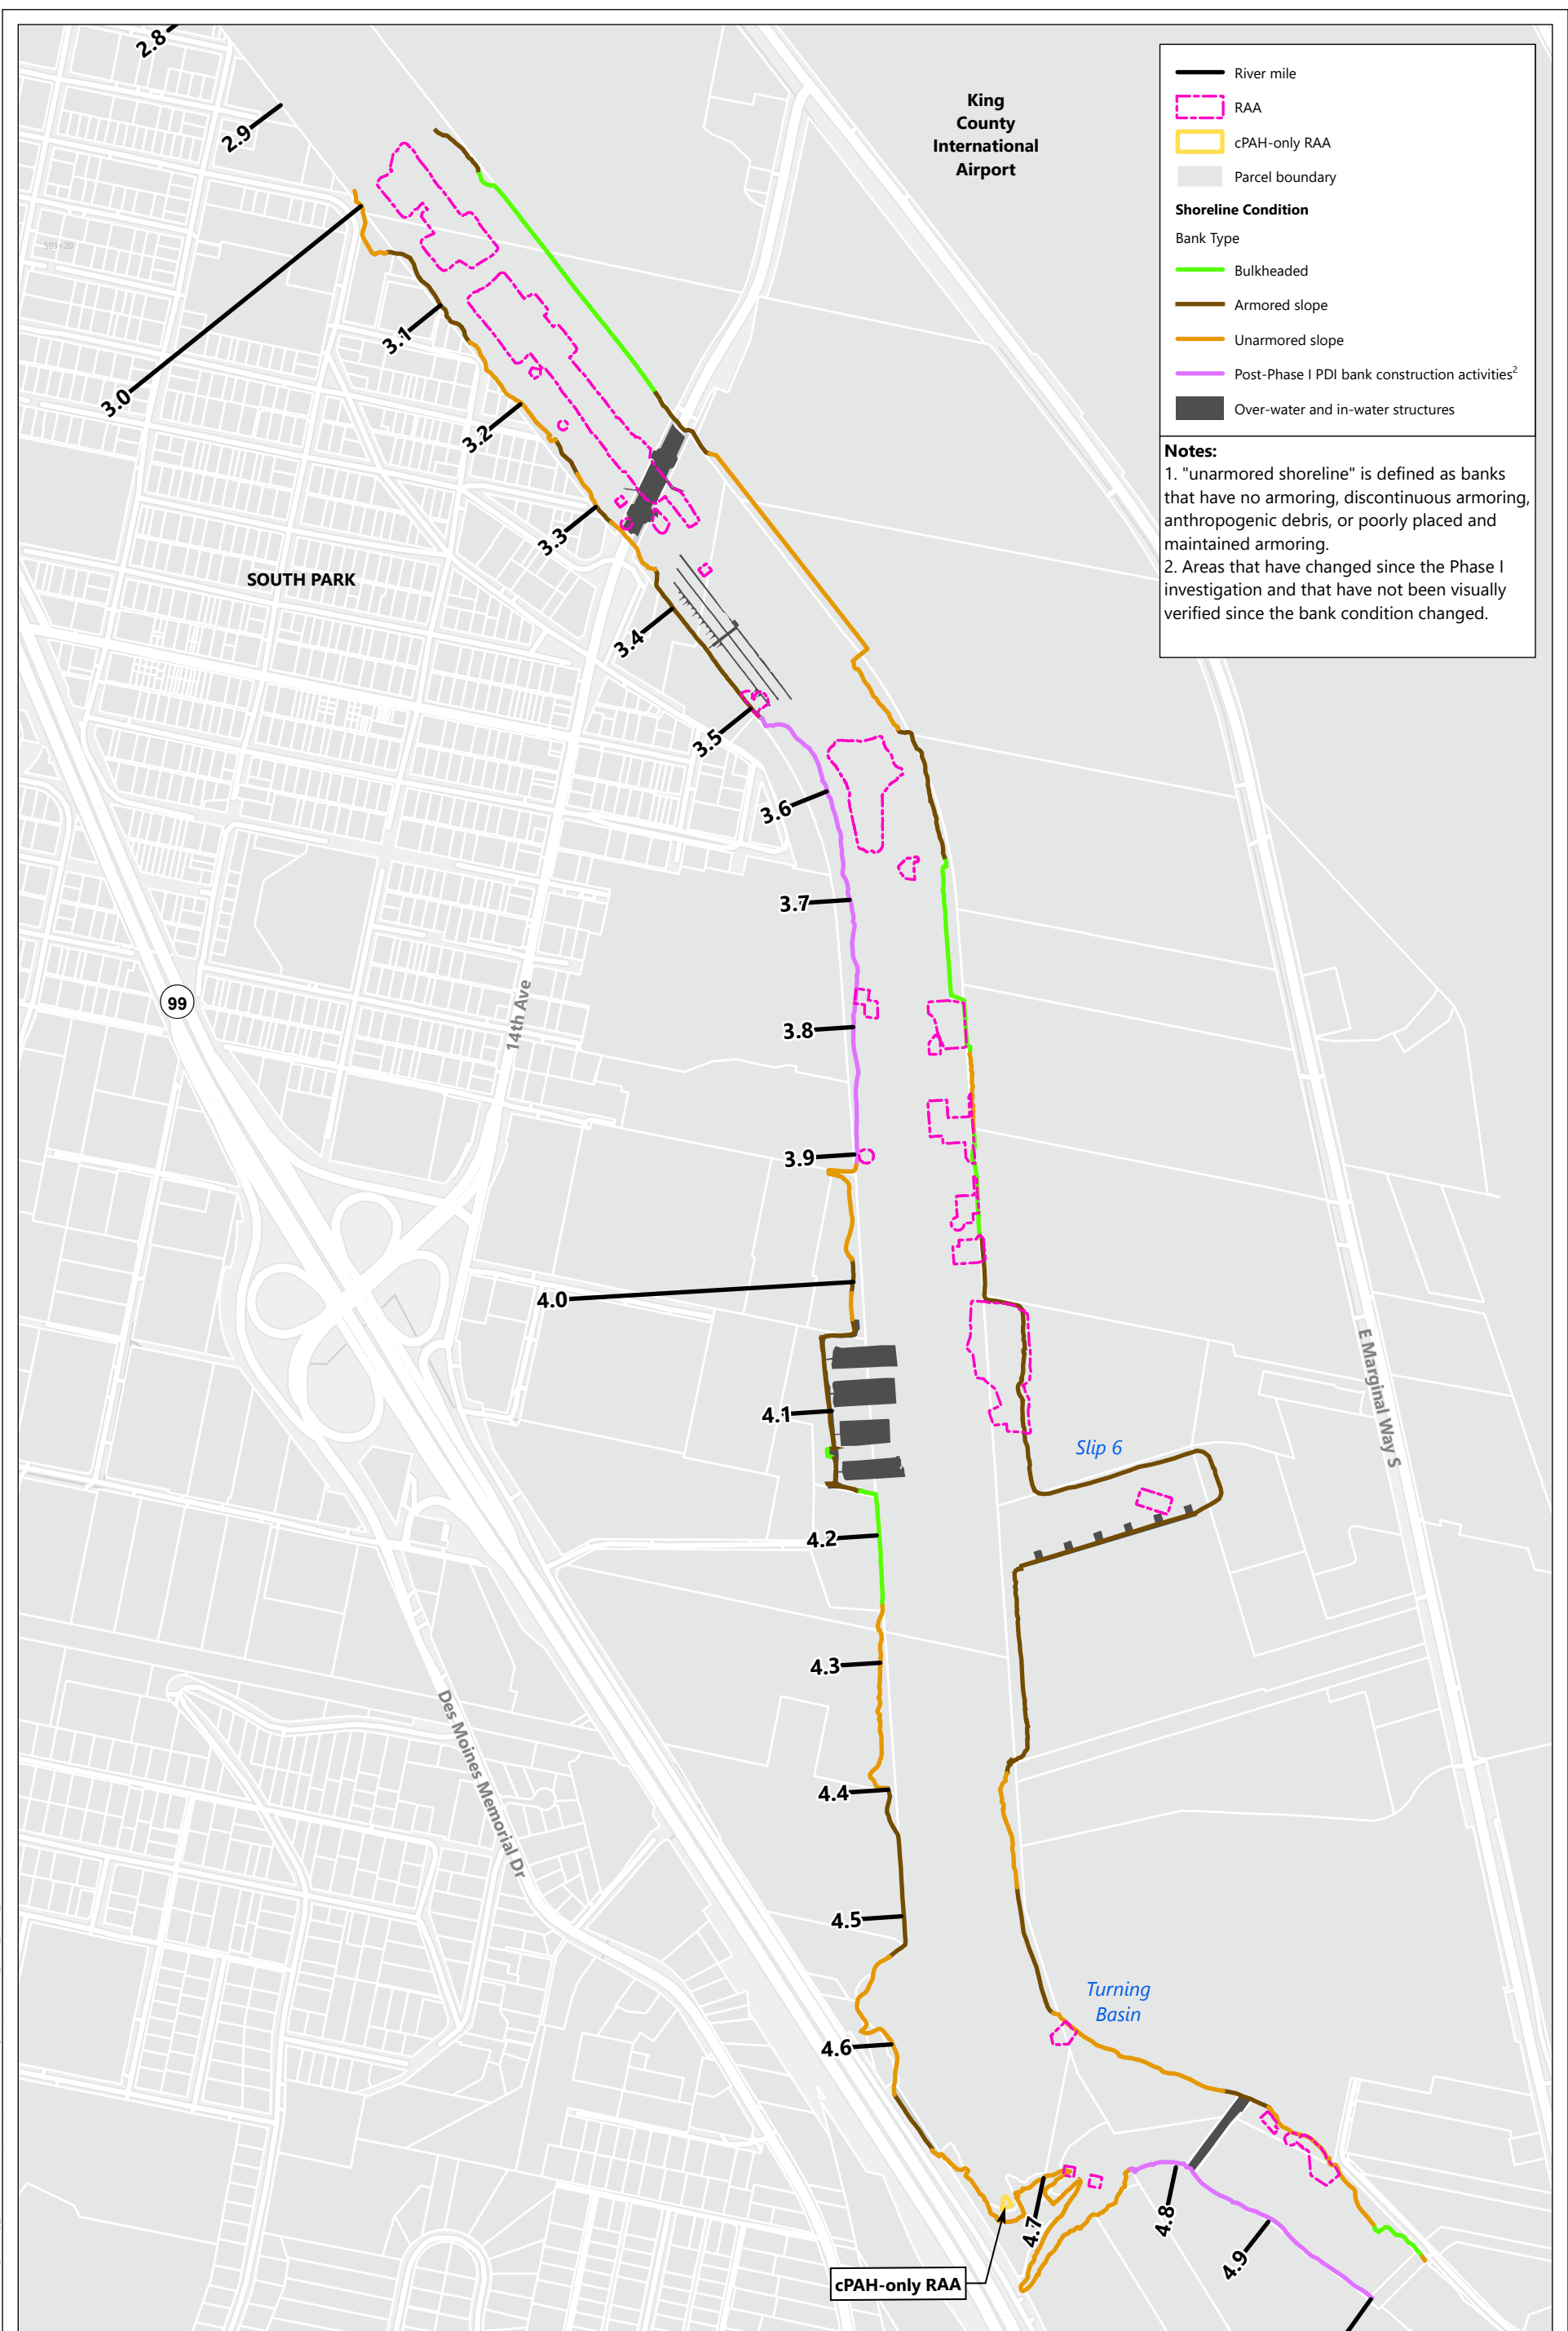 2.8
2.9
3.0
3.1
3.2
3.3
3.4
3.5
3.6
3.7
3.8
3.9
4.0
4.1
4.2
4.3
4.4
4.5
4.6
4.7
4.8
4.9
King
County
International
Airport
503+20
SOUTH PARK
99
14th Ave
E Marginal Way S
Des Moines Memorial Dr
Slip 6
Turning
Basin
cPAH-only RAA
River mile
RAA
cPAH-only RAA
Parcel boundary
Shoreline Condition
Bank Type
Bulkheaded
Armored slope
Unarmored slope
Post-Phase I PDI bank construction activities2
Over-water and in-water structures
Notes:
1. "unarmored shoreline" is defined as banks
that have no armoring, discontinuous armoring,
anthropogenic debris, or poorly placed and
maintained armoring.
2. Areas that have changed since the Phase I
investigation and that have not been visually
verified since the bank condition changed.